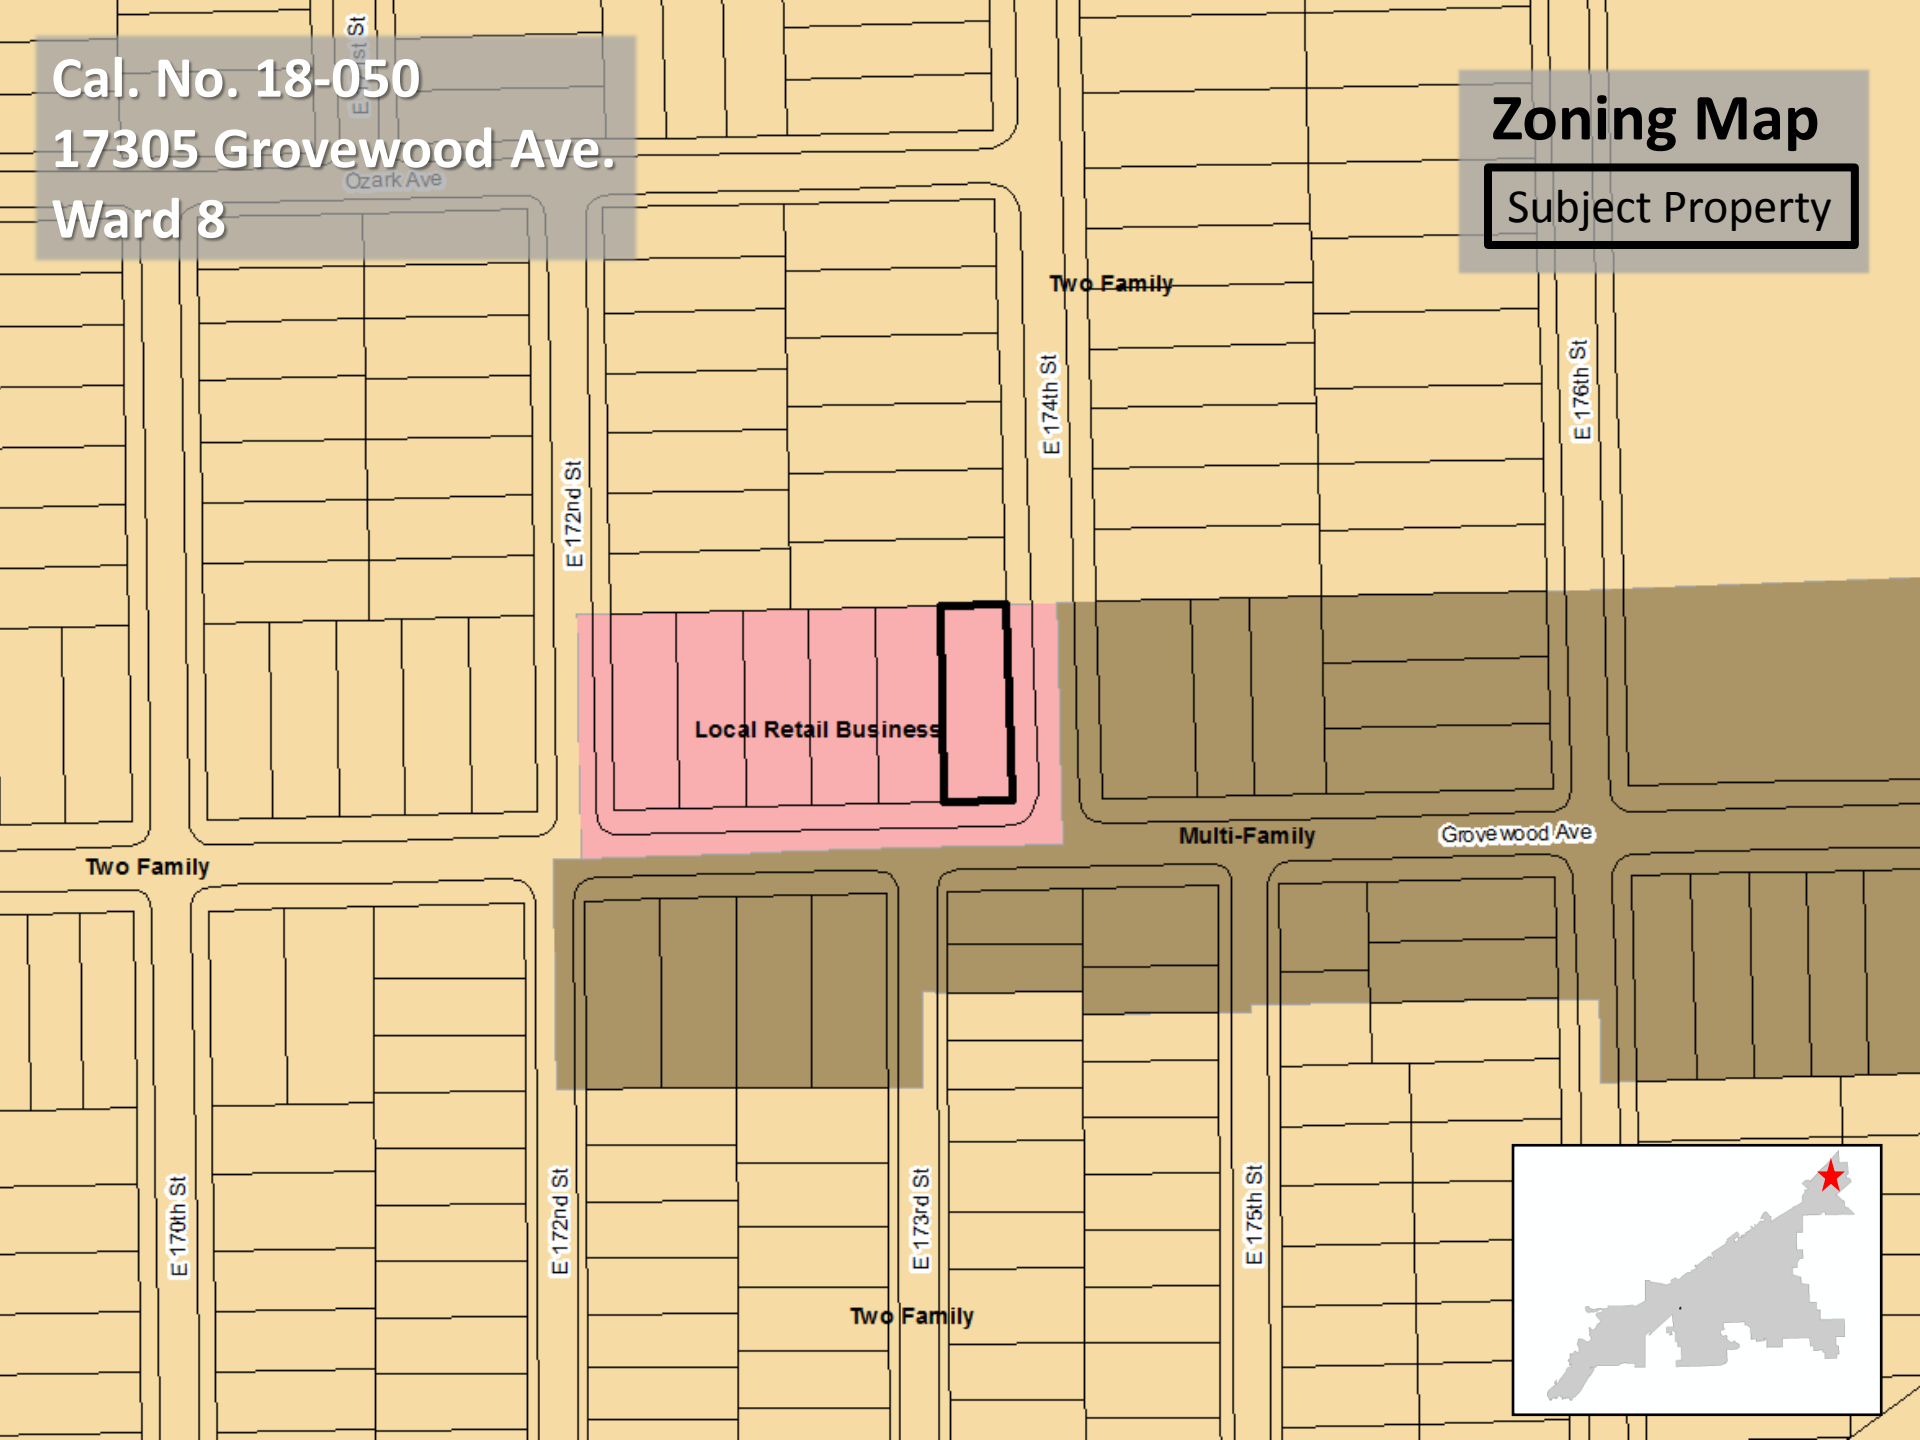 Cal. No. 18-050
17305 Grovewood Ave.
Ward 8
Ozark Ave
Zoning Map
Subject Property
Two Family
E 174th St
E 176th St
E 172nd St
Local Retail Business
Multi-Family
Grovewood Ave
Two Family
E 170th St
E 172nd St
E 173rd St
E 175th St
Two Family